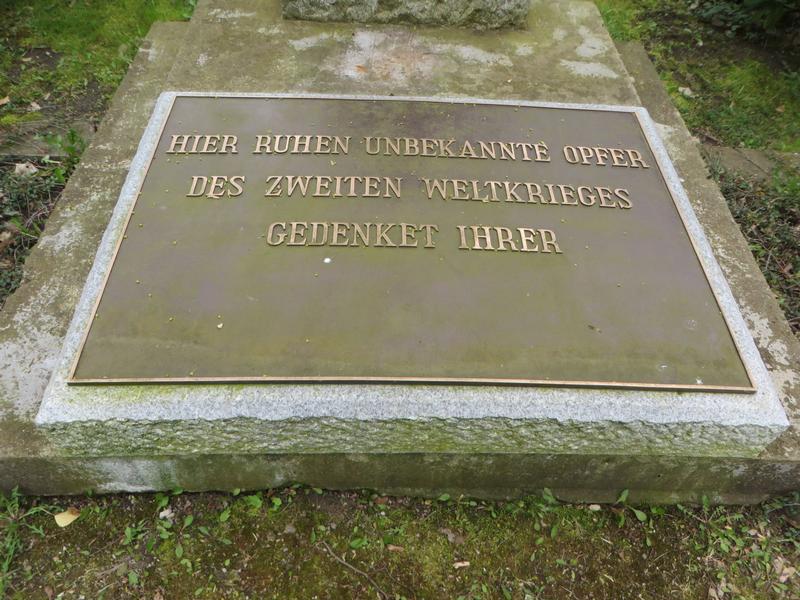 HIER RUHEN UNBEKANNTE OPFER
DES ZWEITEN WELTKRIEGES
GEDENKET IHRER